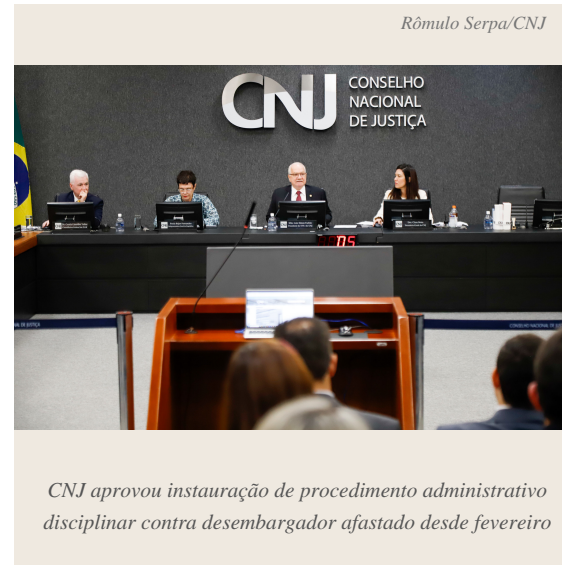 Rômulo Serpa/CNJ
CNJ
CONSELHO
NACIONAL
DE JUSTIÇA
CNJ aprovou instauração de procedimento administrativo
disciplinar contra desembargador afastado desde fevereiro